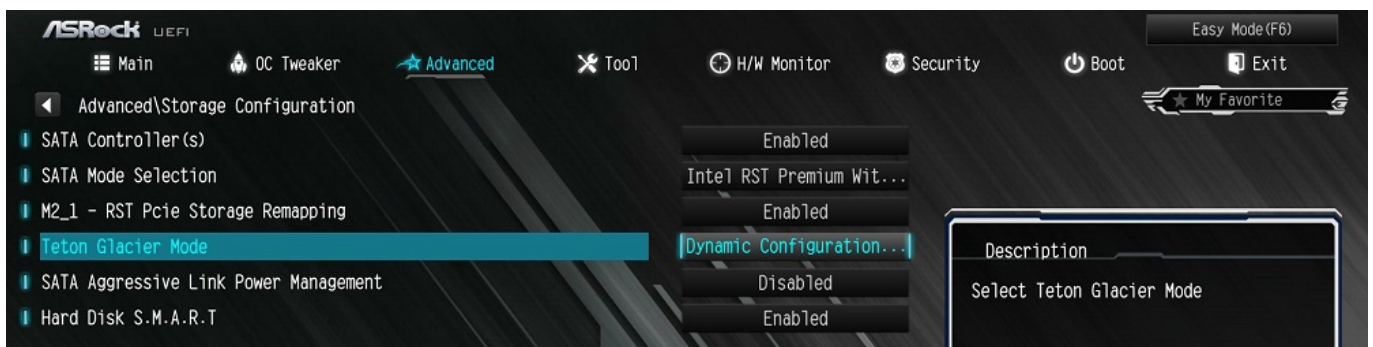 ASRock UEFI
Easy Mode(F6)
Main OC Tweaker Advanced Tool H/W Monitor Security Boot Exit
Advanced\Storage Configuration
My Favorite
SATA Controller(s) Enabled
SATA Mode Selection Intel RST Premium Wit...
M2_1 - RST Pcie Storage Remapping Enabled
Teton Glacier Mode Dynamic Configuration...
SATA Aggressive Link Power Management Disabled
Hard Disk S.M.A.R.T Enabled
Description
Select Teton Glacier Mode